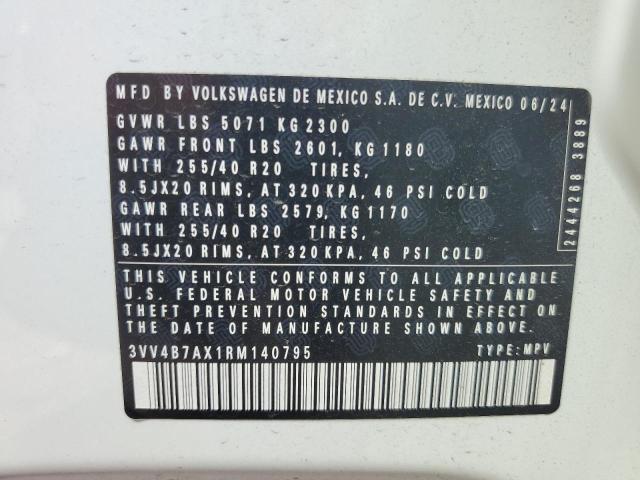 MFD BY VOLKSWAGEN DE MEXICO S.A. DE C.V. MEXICO 06/24
GVWR LBS 5071 KG 2300
GAWR FRONT LBS 2601, KG 1180
WITH 255/40 R20 TIRES,
8.5JX20 RIMS, AT 320 KPA, 46 PSI COLD
GAWR REAR LBS 2579, KG 1170
WITH 255/40 R20 TIRES,
8.5JX20 RIMS, AT 320 KPA, 46 PSI COLD
2444268 3889
THIS VEHICLE CONFORMS TO ALL APPLICABLE
U.S. FEDERAL MOTOR VEHICLE SAFETY AND
THEFT PREVENTION STANDARDS IN EFFECT ON
THE DATE OF MANUFACTURE SHOWN ABOVE.
3VV4B7AX1RM140795 TYPE: MPV